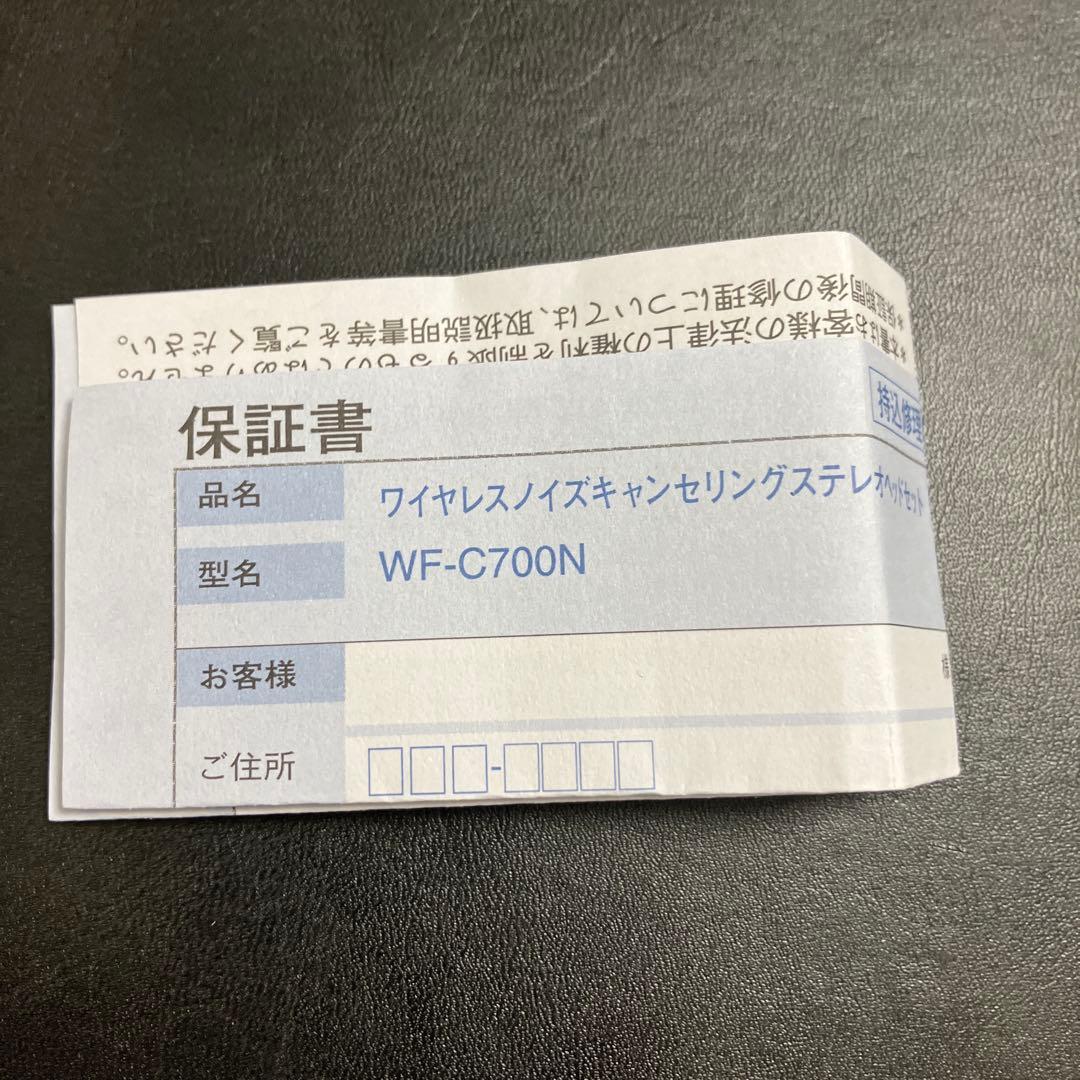 ＊保証期間後の修理については、取扱説明書等をご覧ください。
＊本書はお客様の法律上の権利を制限するものではありません。
保証書
持込修理
品名 ワイヤレスノイズキャンセリングステレオヘッドセット
型名 WF-C700N
お客様
ご住所